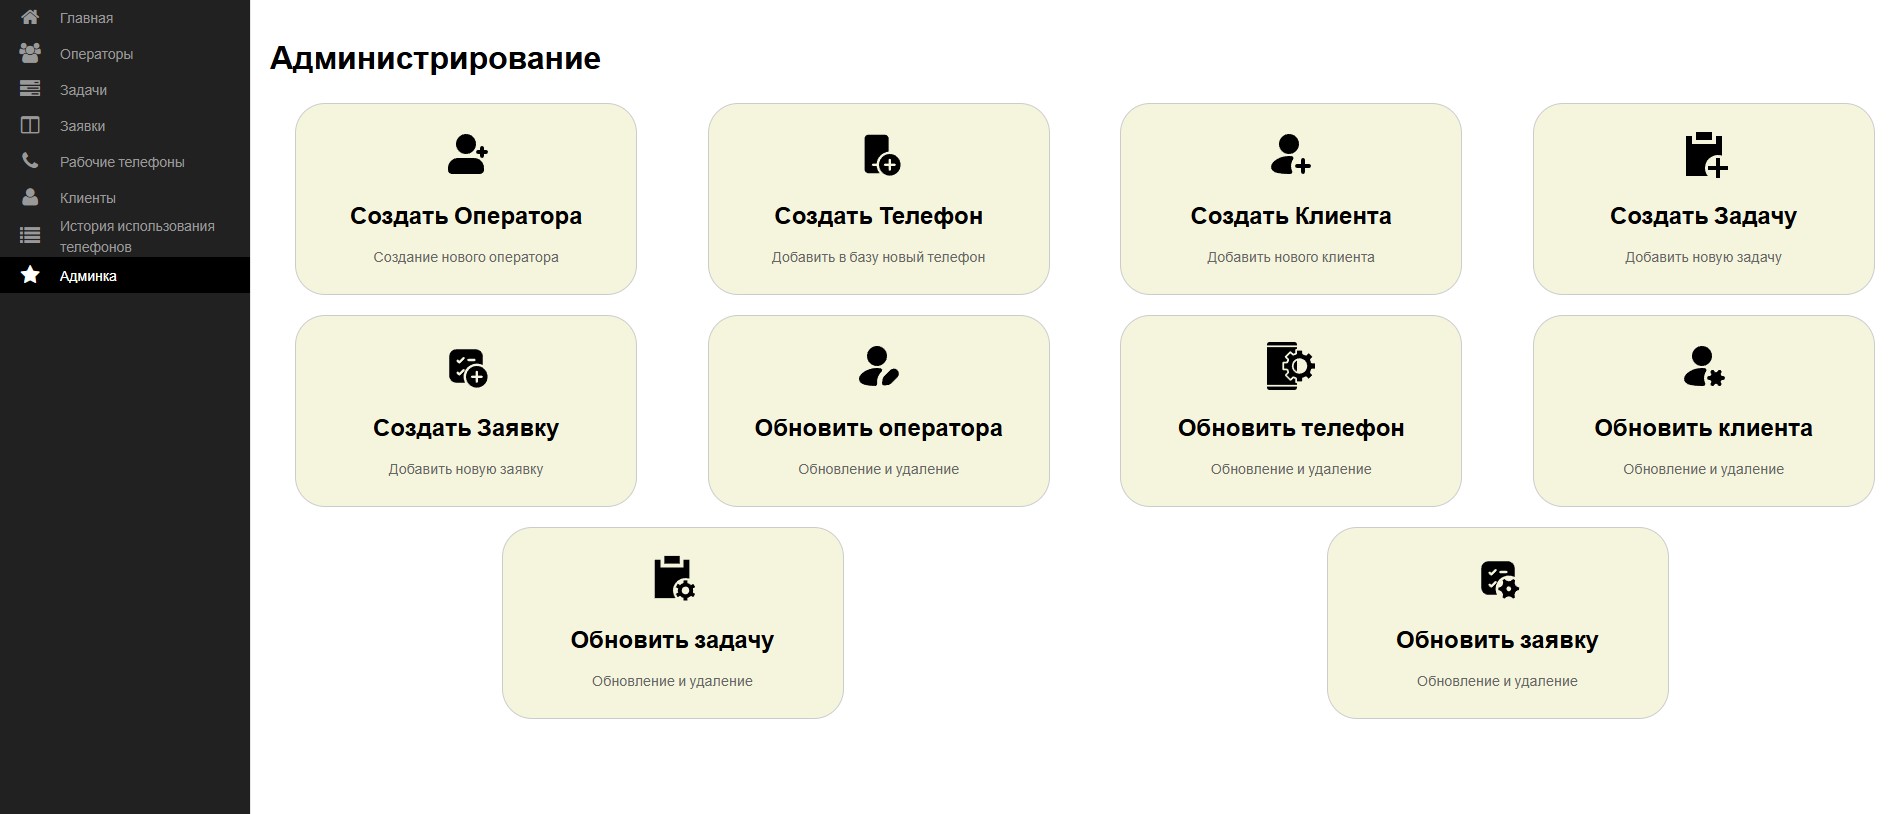 Главная
Операторы
Задачи
Заявки
Рабочие телефоны
Клиенты
История использования
телефонов
Админка
Администрирование
Создать Оператора
Создание нового оператора
Создать Телефон
Добавить в базу новый телефон
Создать Клиента
Добавить нового клиента
Создать Задачу
Добавить новую задачу
Создать Заявку
Добавить новую заявку
Обновить оператора
Обновление и удаление
Обновить телефон
Обновление и удаление
Обновить клиента
Обновление и удаление
Обновить задачу
Обновление и удаление
Обновить заявку
Обновление и удаление